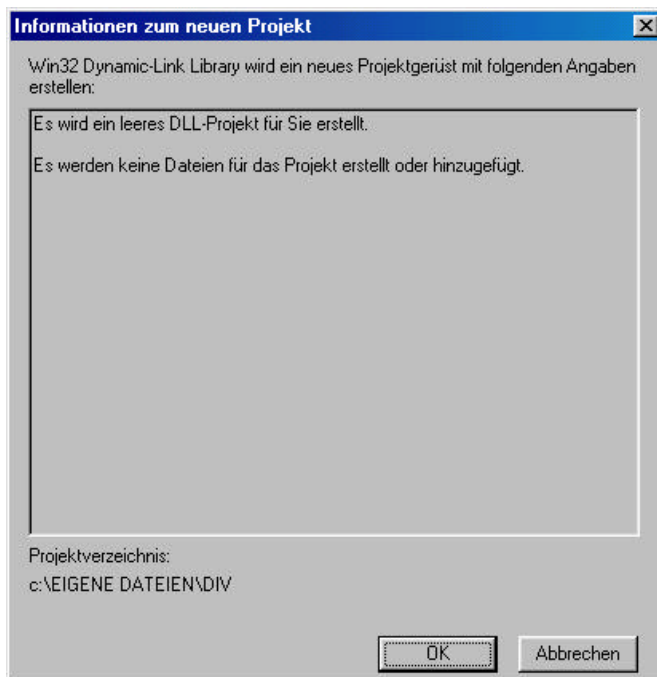 Informationen zum neuen Projekt
Win32 Dynamic-Link Library wird ein neues Projektgerüst mit folgenden Angaben
erstellen:
Es wird ein leeres DLL-Projekt für Sie erstellt.
Es werden keine Dateien für das Projekt erstellt oder hinzugefügt.
Projektverzeichnis:
c:\EIGENE DATEIEN\DIV
OK Abbrechen